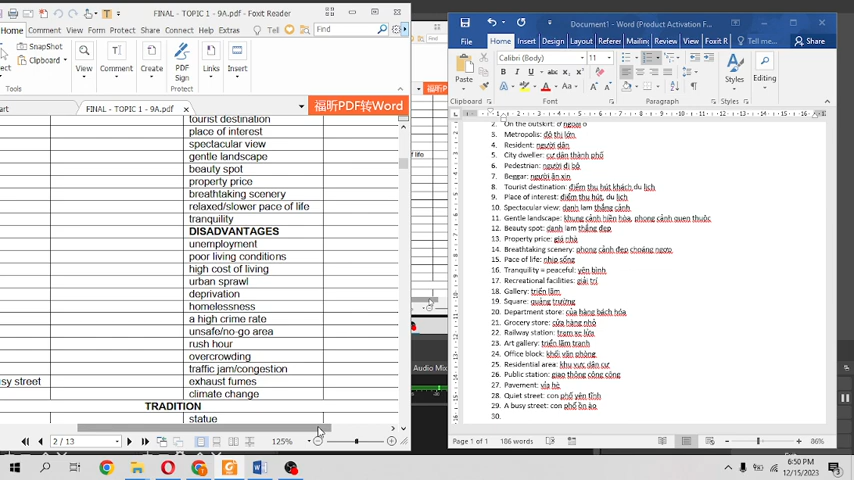 FINAL - TOPIC 1 - 9A.pdf - Foxit Reader
Home Comment View Form Protect Share Connect Help Extras Tell Find
SnapShot
Clipboard
Tools
View
Comment
Create
PDF Sign
Links
Insert
FINAL - TOPIC 1 - 9A.pdf
福昕PDF转Word
tourist destination
place of interest
spectacular view
gentle landscape
beauty spot
property price
breathtaking scenery
relaxed/slower pace of life
tranquility
DISADVANTAGES
unemployment
poor living conditions
high cost of living
urban sprawl
deprivation
homelessness
a high crime rate
unsafe/no-go area
rush hour
overcrowding
traffic jam/congestion
busy street exhaust fumes
climate change
TRADITION
statue
2 / 13
125%
Audio Mix
Document1 - Word (Product Activation F...
File Home Insert Design Layout Referer Mailin Review View Foxit R Tell me... Share
Calibri (Body) 11
Paste
Styles
Editing
Clipboard Font Paragraph Styles
2. On the outskirt: ở ngoại ô
3. Metropolis: đô thị lớn
4. Resident: người dân
5. City dweller: cư dân thành phố
6. Pedestrian: người đi bộ
7. Beggar: người ăn xin
8. Tourist destination: điểm thu hút khách du lịch
9. Place of interest: điểm thu hút, du lịch
10. Spectacular view: danh lam thắng cảnh
11. Gentle landscape: khung cảnh hiền hòa, phong cảnh quen thuộc
12. Beauty spot: danh lam thắng đẹp
13. Property price: giá nhà
14. Breathtaking scenery: phong cảnh đẹp choáng ngợp
15. Pace of life: nhịp sống
16. Tranquility = peaceful: yên bình
17. Recreational facilities: giải trí
18. Gallery: triển lãm
19. Square: quảng trường
20. Department store: cửa hàng bách hóa
21. Grocery store: cửa hàng nhỏ
22. Railway station: trạm xe lửa
23. Art gallery: triển lãm tranh
24. Office block: khối văn phòng
25. Residential area: khu vực dân cư
26. Public station: giao thông công cộng
27. Pavement: vỉa hè
28. Quiet street: con phố yên tĩnh
29. A busy street: con phố ồn ào
30.
Page 1 of 1 186 words
86%
6:50 PM
12/15/2023